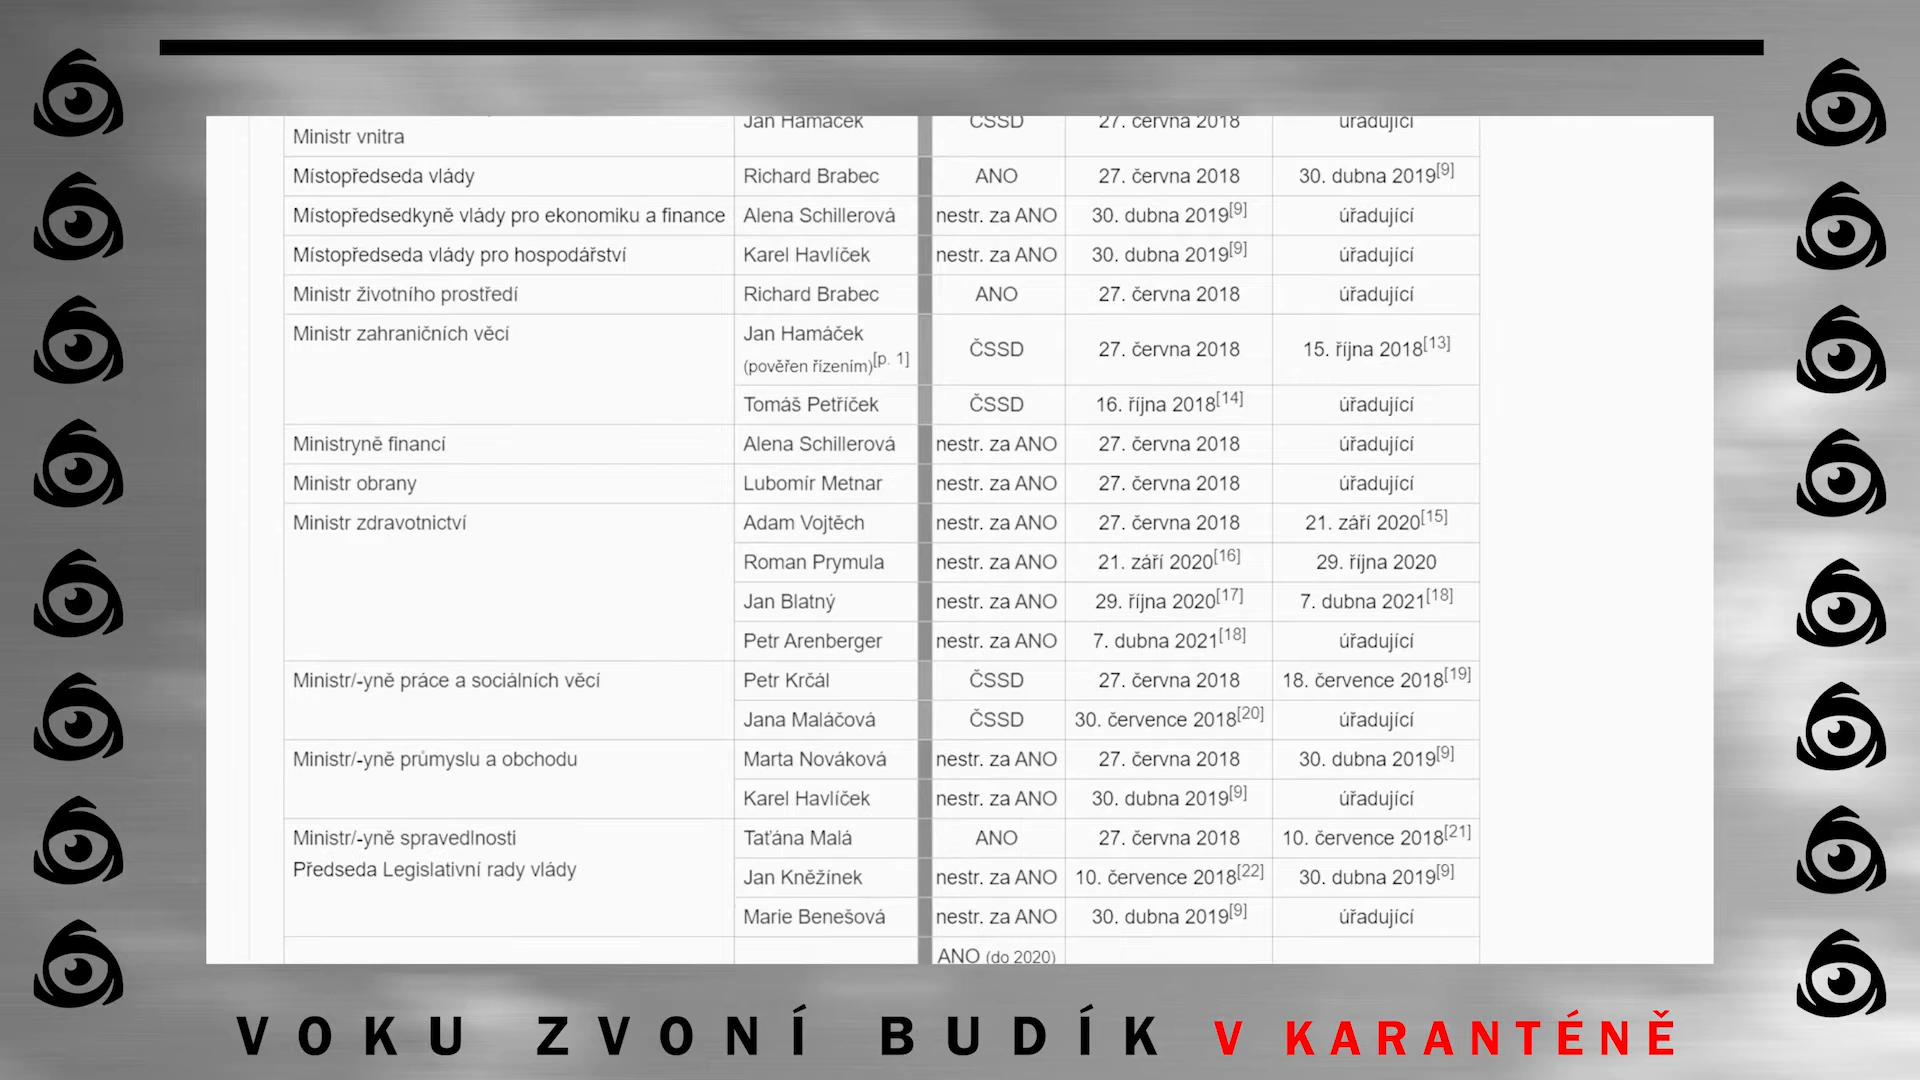 Ministr vnitra Jan Hamáček ČSSD 27. června 2018 úřadující
Místopředseda vlády Richard Brabec ANO 27. června 2018 30. dubna 2019[9]
Místopředsedkyně vlády pro ekonomiku a finance Alena Schillerová nestr. za ANO 30. dubna 2019[9] úřadující
Místopředseda vlády pro hospodářství Karel Havlíček nestr. za ANO 30. dubna 2019[9] úřadující
Ministr životního prostředí Richard Brabec ANO 27. června 2018 úřadující
Ministr zahraničních věcí Jan Hamáček (pověřen řízením)[p. 1] ČSSD 27. června 2018 15. října 2018[13]
Tomáš Petříček ČSSD 16. října 2018[14] úřadující
Ministryně financí Alena Schillerová nestr. za ANO 27. června 2018 úřadující
Ministr obrany Lubomír Metnar nestr. za ANO 27. června 2018 úřadující
Ministr zdravotnictví Adam Vojtěch nestr. za ANO 27. června 2018 21. září 2020[15]
Roman Prymula nestr. za ANO 21. září 2020[16] 29. října 2020
Jan Blatný nestr. za ANO 29. října 2020[17] 7. dubna 2021[18]
Petr Arenberger nestr. za ANO 7. dubna 2021[18] úřadující
Ministr/-yně práce a sociálních věcí Petr Krčál ČSSD 27. června 2018 18. července 2018[19]
Jana Maláčová ČSSD 30. července 2018[20] úřadující
Ministr/-yně průmyslu a obchodu Marta Nováková nestr. za ANO 27. června 2018 30. dubna 2019[9]
Karel Havlíček nestr. za ANO 30. dubna 2019[9] úřadující
Ministr/-yně spravedlnosti Taťána Malá ANO 27. června 2018 10. července 2018[21]
Předseda Legislativní rady vlády Jan Kněžínek nestr. za ANO 10. července 2018[22] 30. dubna 2019[9]
Marie Benešová nestr. za ANO 30. dubna 2019[9] úřadující
ANO (do 2020)
VOKU ZVONÍ BUDÍK V KARANTÉNĚ